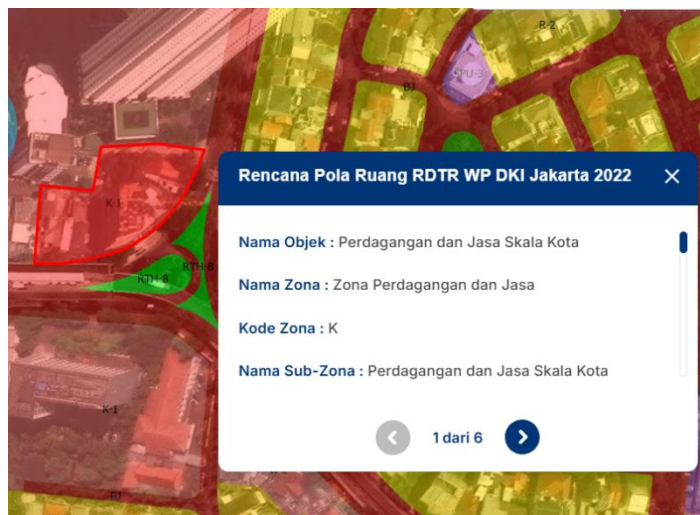 R-2
SPU-3
BJ
Rencana Pola Ruang RDTR WP DKI Jakarta 2022
Nama Objek : Perdagangan dan Jasa Skala Kota
Nama Zona : Zona Perdagangan dan Jasa
Kode Zona : K
Nama Sub-Zona : Perdagangan dan Jasa Skala Kota
1 dari 6
K-1
RTH-8
RTH-8
K-1
BJ